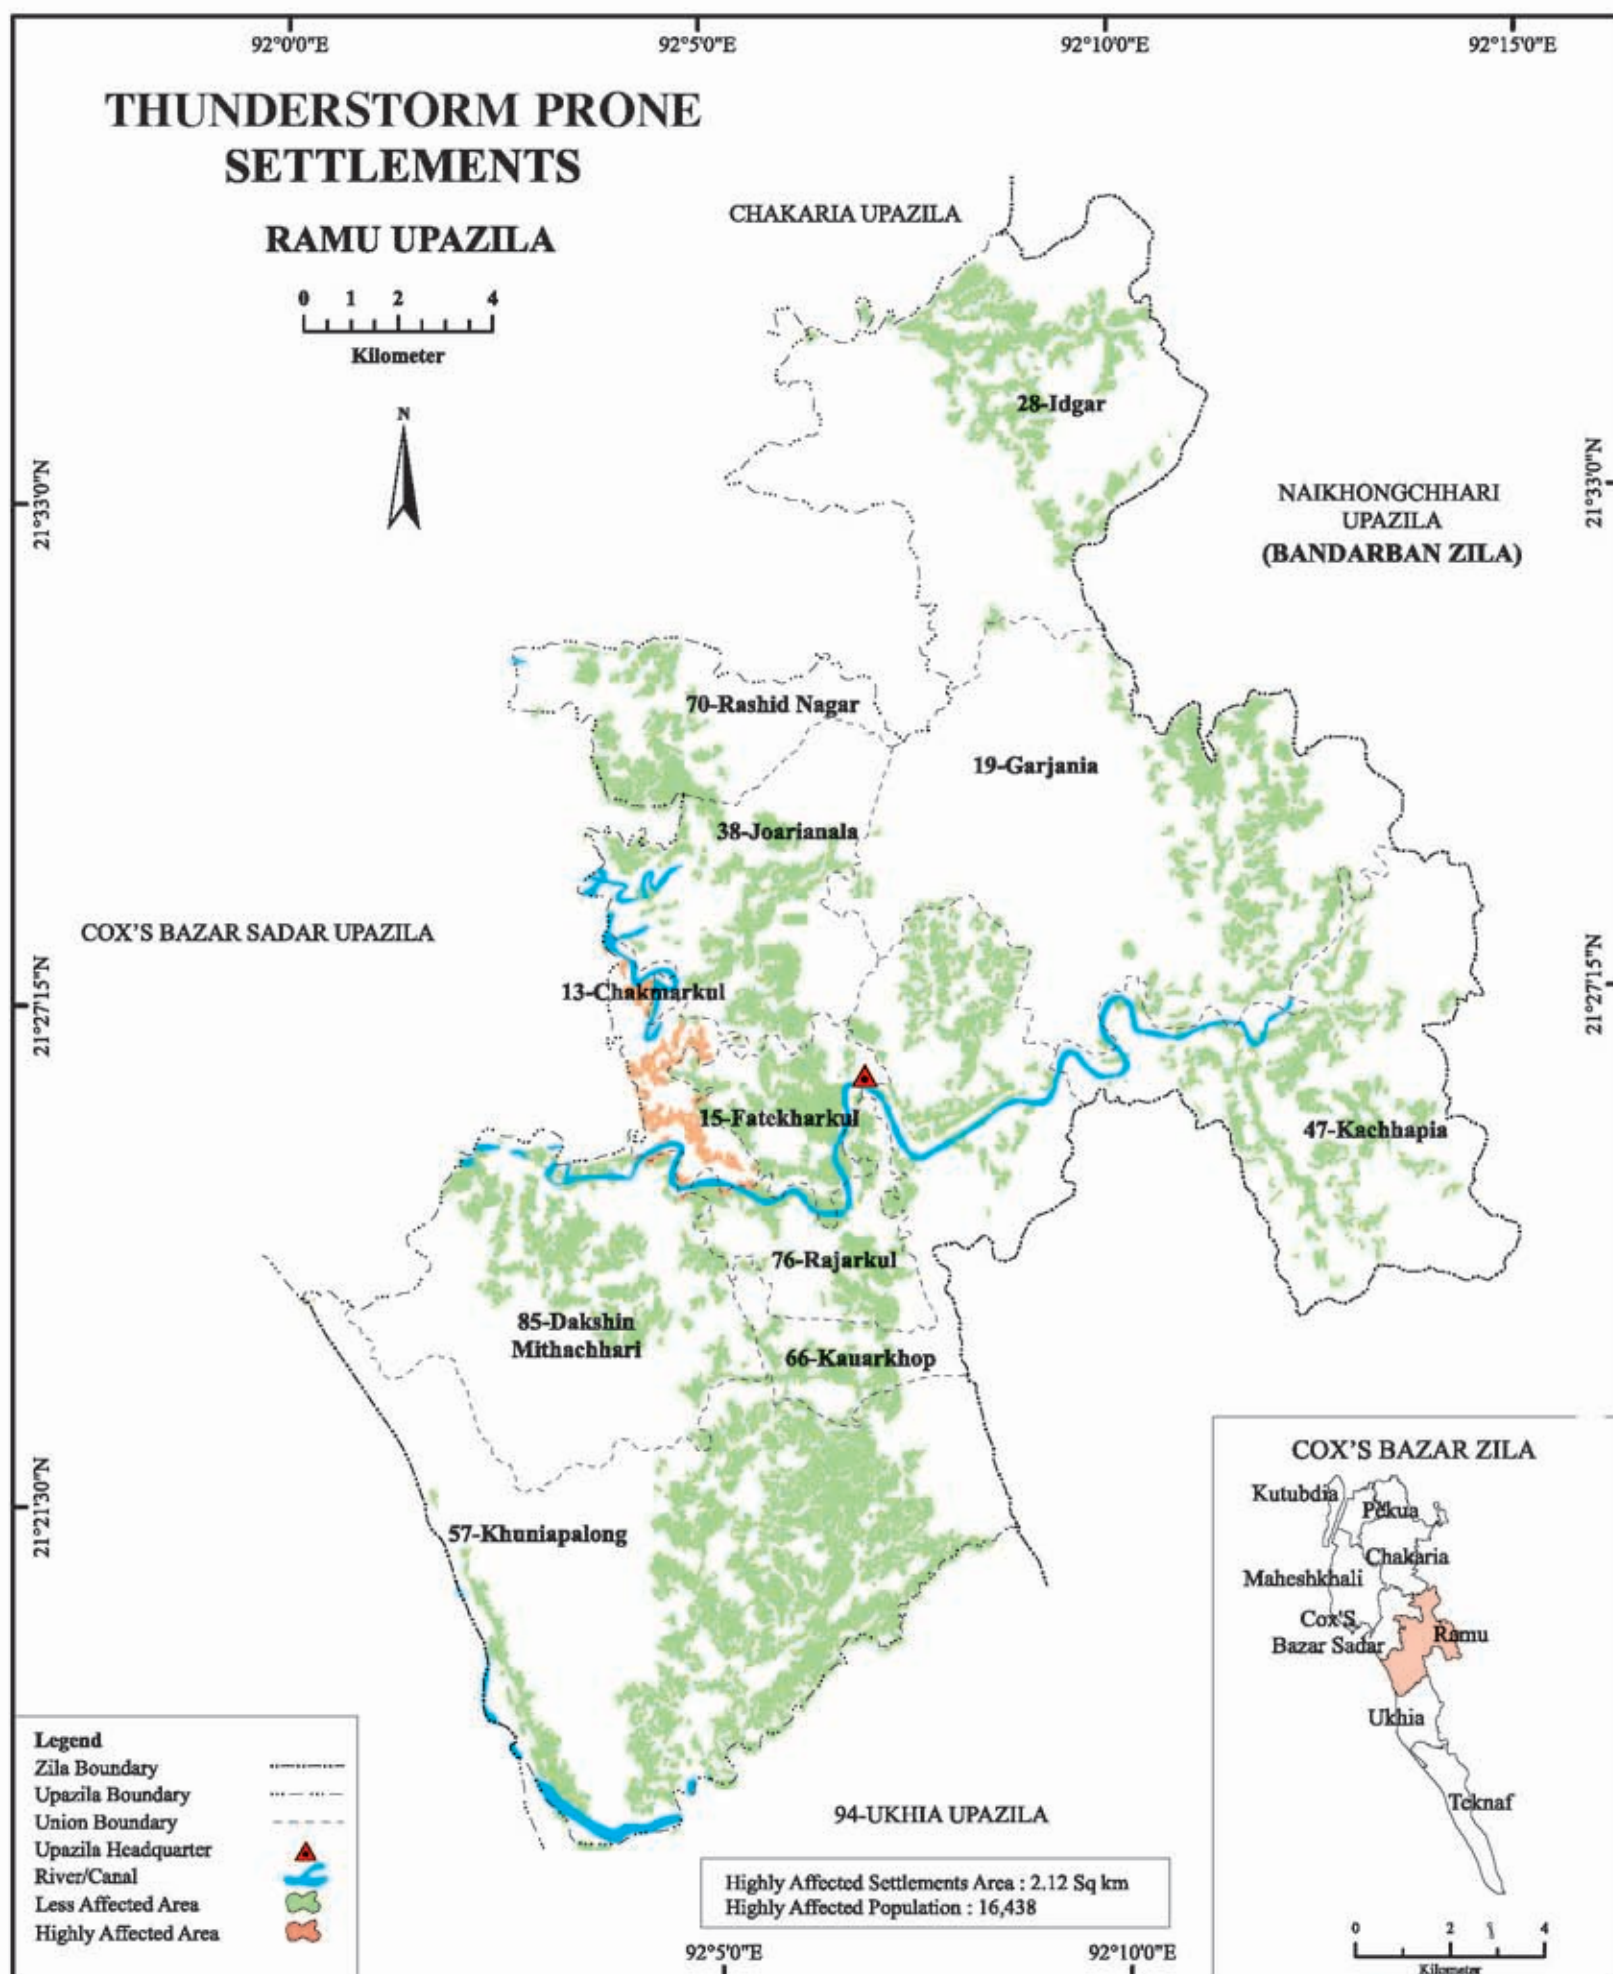 92°0'0"E
92°5'0"E
92°10'0"E
92°15'0"E
THUNDERSTORM PRONE
SETTLEMENTS
RAMU UPAZILA
0 1 2 4
Kilometer
N
CHAKARIA UPAZILA
28-Idgar
21°33'0"N
21°33'0"N
NAIKHONGCHHARI
UPAZILA
(BANDARBAN ZILA)
70-Rashid Nagar
19-Garjania
38-Joarianala
COX'S BAZAR SADAR UPAZILA
13-Chakmarkul
21°27'15"N
21°27'15"N
15-Fatekharkul
47-Kachhapia
76-Rajarkul
85-Dakshin
Mithachhari
66-Kauarkhop
21°21'30"N
57-Khuniapalong
COX'S BAZAR ZILA
Kutubdia
Pekua
Chakaria
Maheshkhali
Cox'S
Bazar Sadar
Ramu
Ukhia
Teknaf
0 2 3 4
Kilometer
Legend
Zila Boundary
Upazila Boundary
Union Boundary
Upazila Headquarter
River/Canal
Less Affected Area
Highly Affected Area
94-UKHIA UPAZILA
Highly Affected Settlements Area : 2.12 Sq km
Highly Affected Population : 16,438
92°5'0"E
92°10'0"E